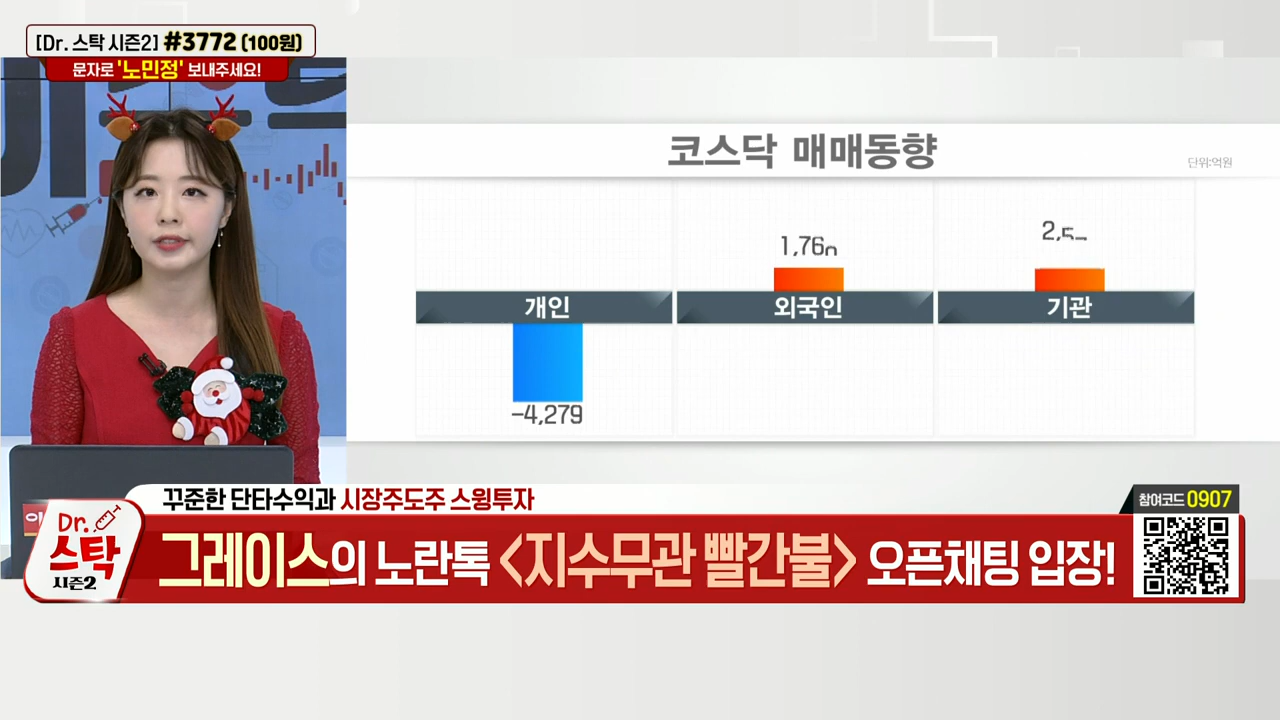 [Dr. 스탁 시즌2] #3772 (100원)
문자로 '노민정' 보내주세요!
코스닥 매매동향
단위:억원
개인
외국인
기관
-4,279
꾸준한 단타수익과 시장주도주 스윙투자
참여코드 0907
Dr.
스탁
시즌2
그레이스의 노란톡 <지수무관 빨간불> 오픈채팅 입장!